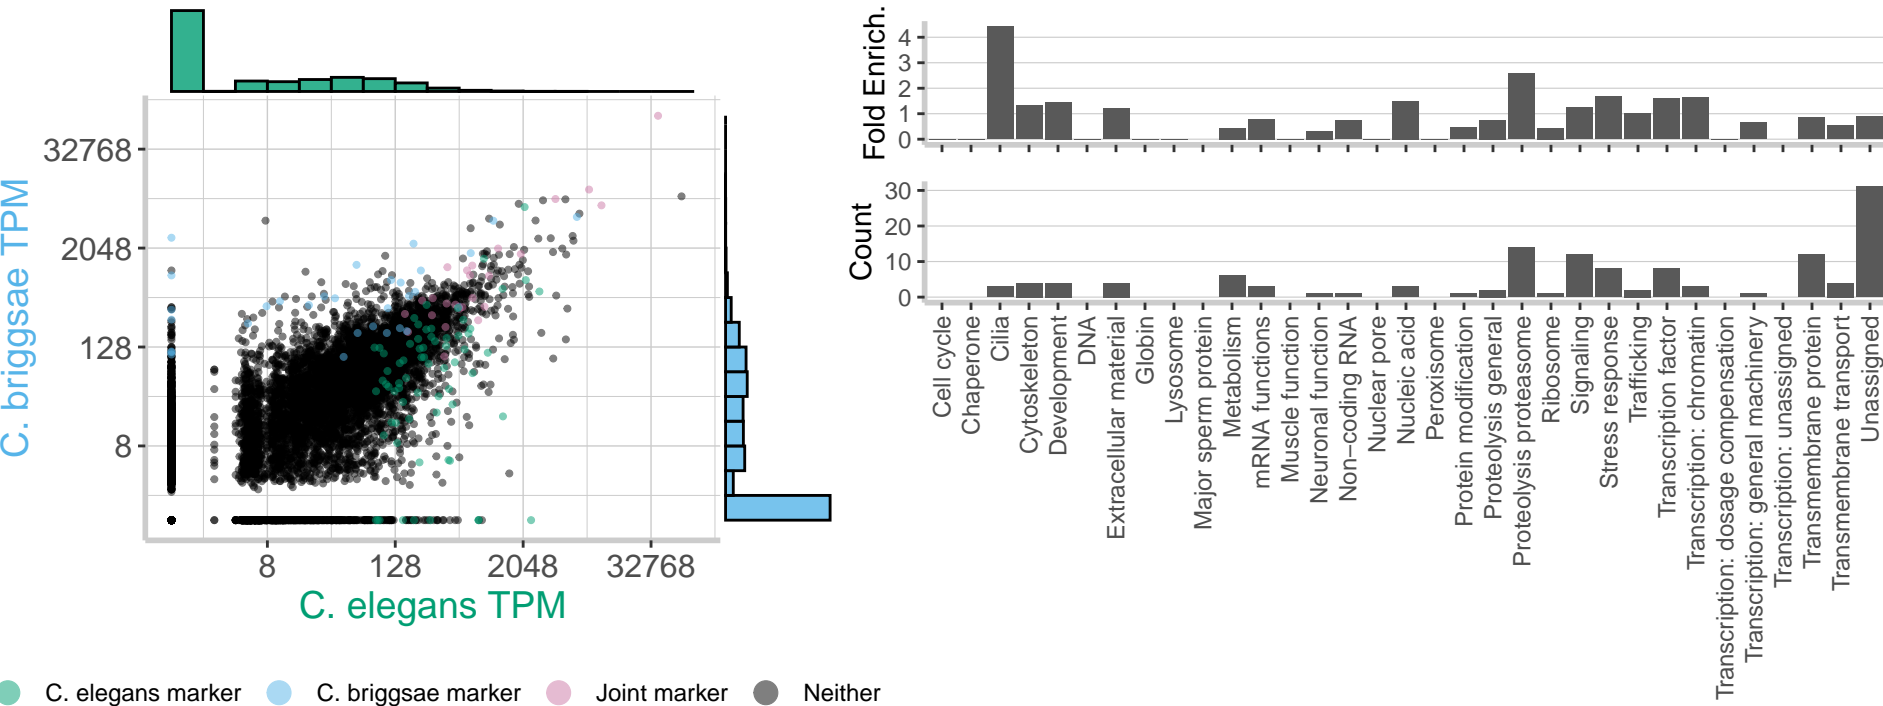 32768
2048
128
8
C. briggsae TPM
8
128
2048
32768
C. elegans TPM
C. elegans marker
C. briggsae marker
Joint marker
Neither
Fold Enrich.
4
3
2
1
0
Count
30
20
10
0
Cell cycle
Chaperone
Cilia
Cytoskeleton
Development
DNA
Extracellular material
Globin
Lysosome
Major sperm protein
Metabolism
mRNA functions
Muscle function
Neuronal function
Non−coding RNA
Nuclear pore
Nucleic acid
Peroxisome
Protein modification
Proteolysis general
Proteolysis proteasome
Ribosome
Signaling
Stress response
Trafficking
Transcription factor
Transcription: chromatin
Transcription: dosage compensation
Transcription: general machinery
Transcription: unassigned
Transmembrane protein
Transmembrane transport
Unassigned